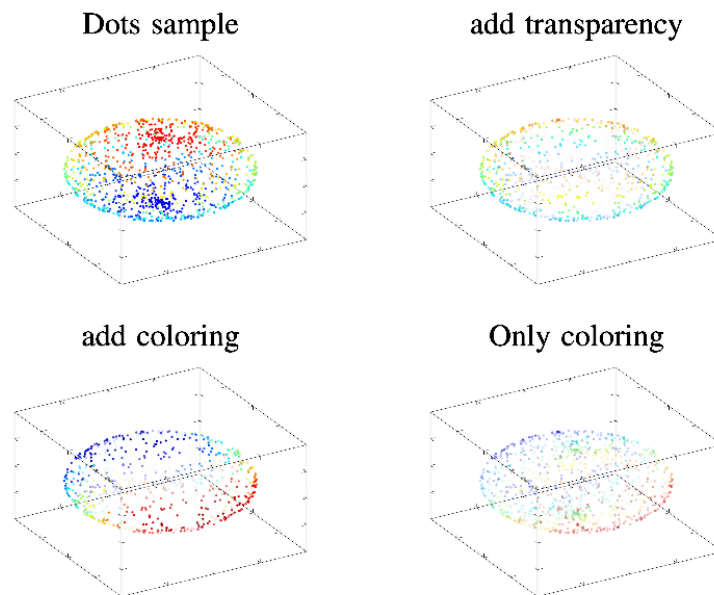 Dots sample
add transparency
add coloring
Only coloring